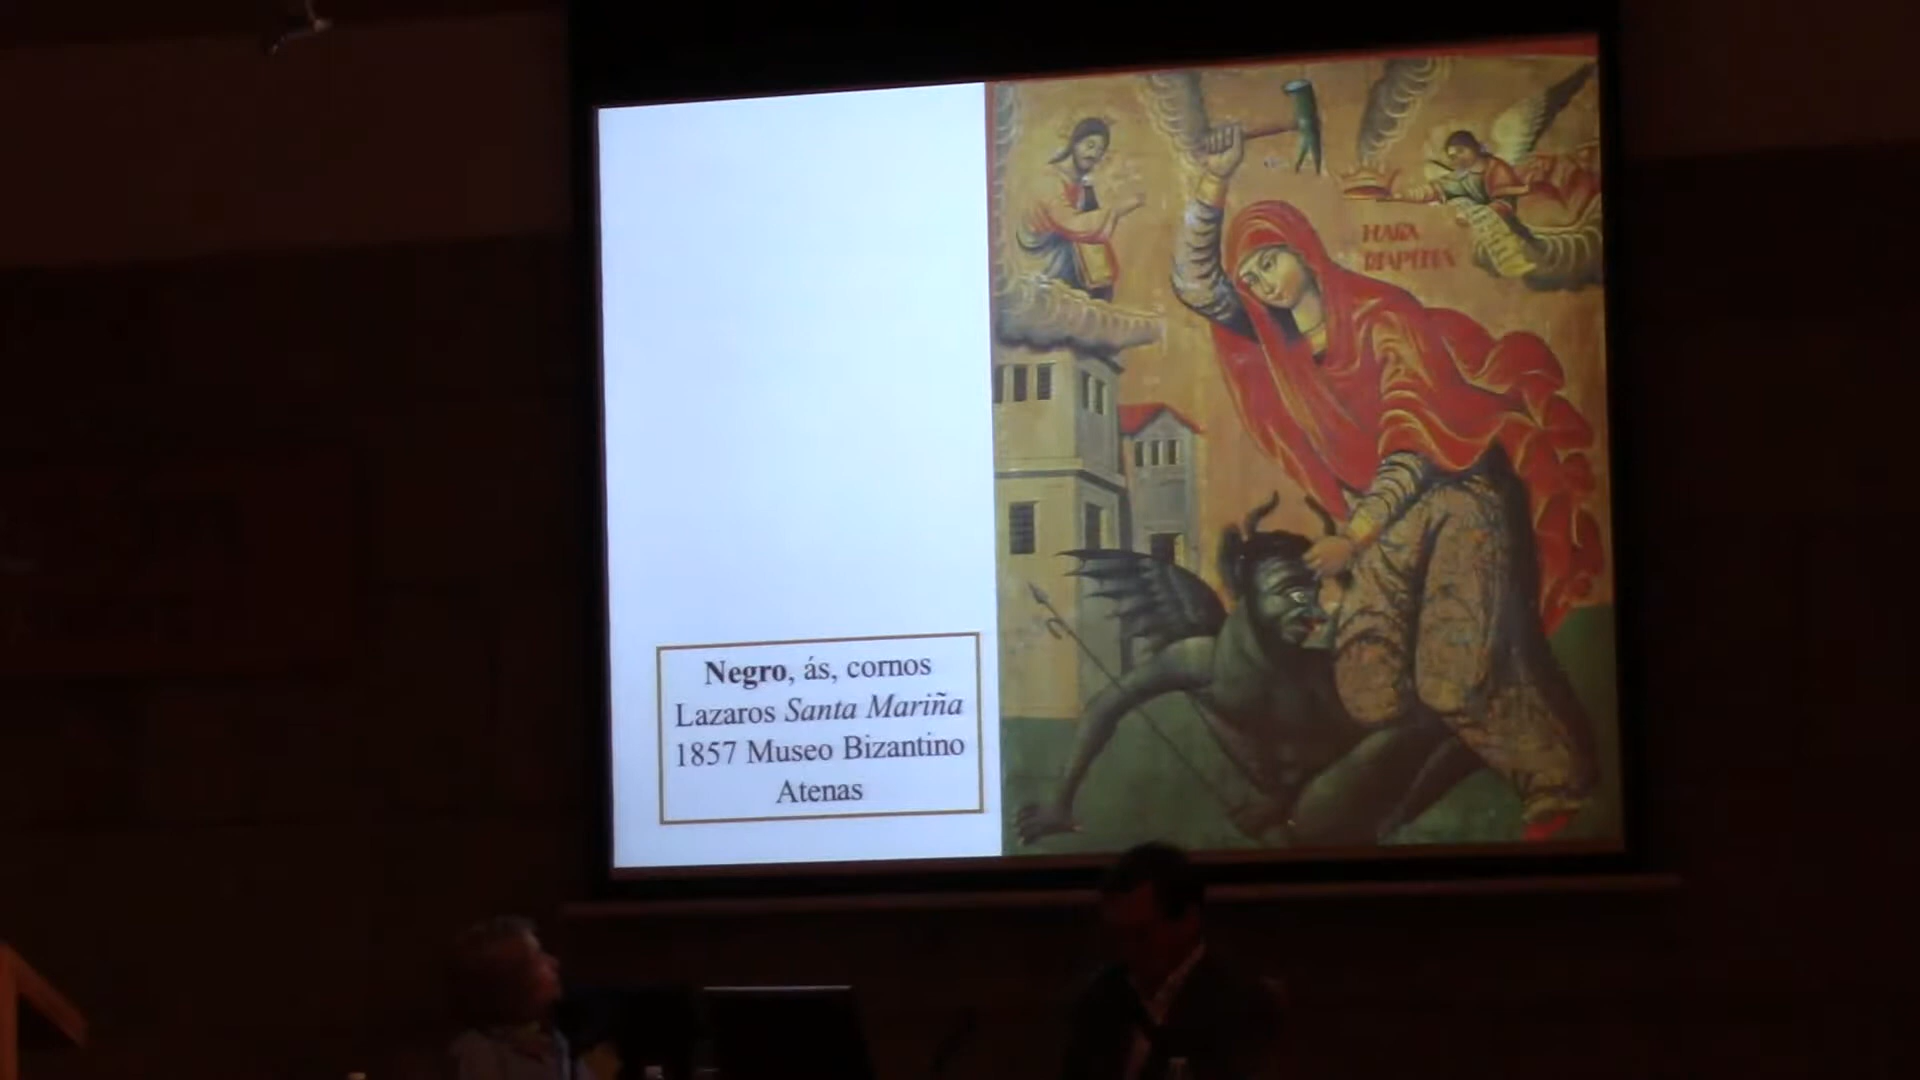 Negro, ás, cornos
Lazaros Santa Mariña
1857 Museo Bizantino
Atenas